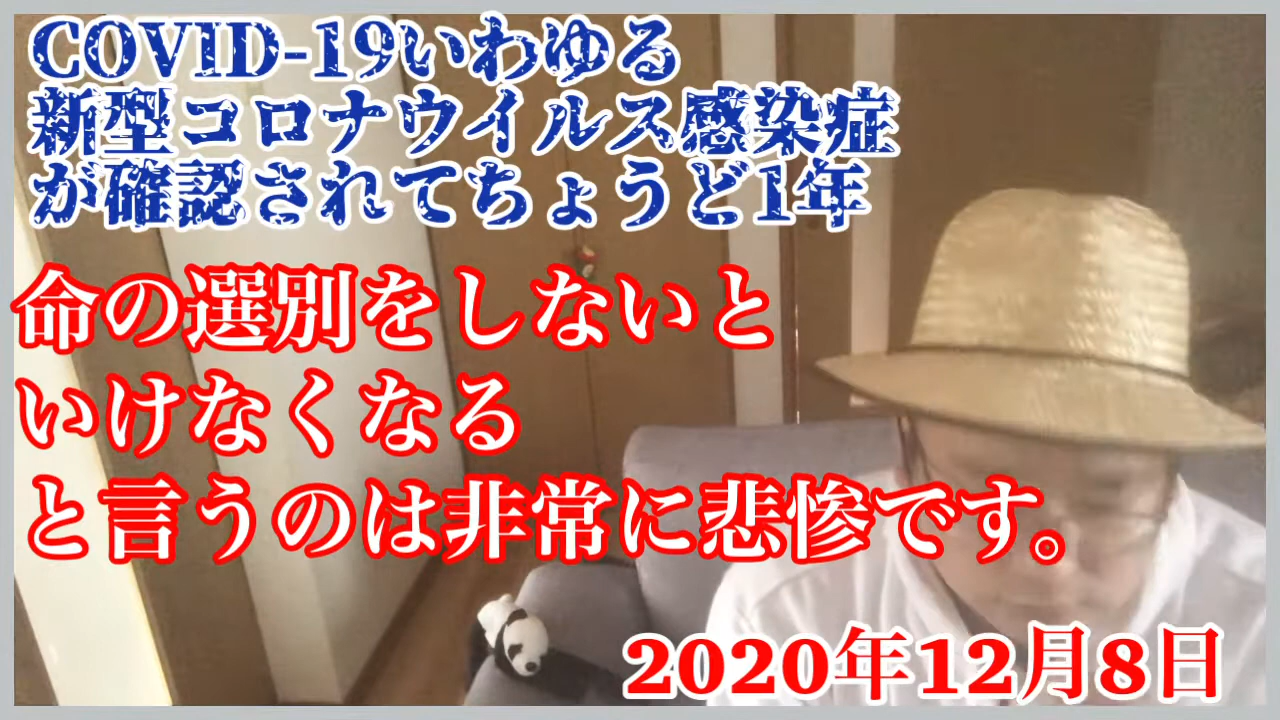 COVID-19いわゆる
新型コロナウイルス感染症
が確認されてちょうど1年
命の選別をしないと
いけなくなる
と言うのは非常に悲惨です。
2020年12月8日